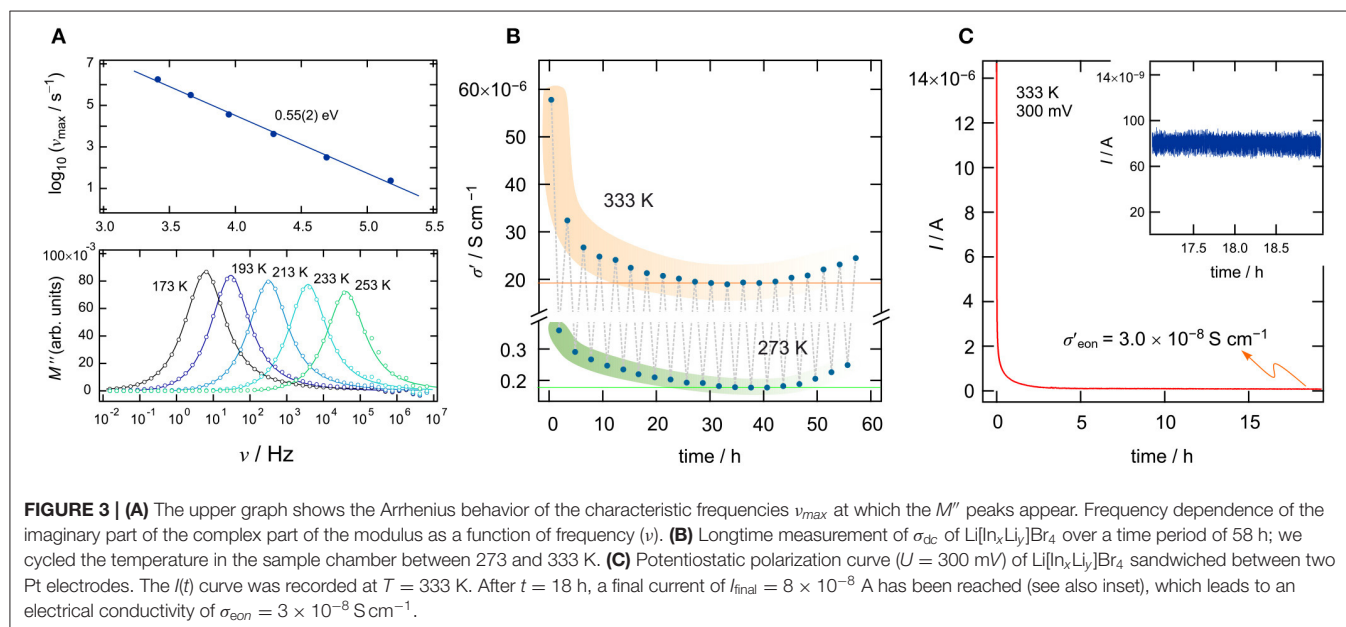 A
B
C
7
5
3
1
log₁₀ (νmax / s⁻¹)
0.55(2) eV
3.0 3.5 4.0 4.5 5.0 5.5
100×10⁻³
80
60
40
20
0
M'' (arb. units)
173 K
193 K
213 K
233 K
253 K
10⁻² 10⁻¹ 10⁰ 10¹ 10² 10³ 10⁴ 10⁵ 10⁶ 10⁷
ν / Hz
60×10⁻⁶
50
40
30
20
0.3
0.2
σ' / S cm⁻¹
333 K
273 K
0 10 20 30 40 50 60
time / h
14×10⁻⁶
12
10
8
6
4
2
0
I / A
333 K
300 mV
14×10⁻⁹
100
80
60
40
20
I / A
17.5 18.0 18.5
time / h
σ'eon = 3.0 × 10⁻⁸ S cm⁻¹
0 5 10 15
time / h
FIGURE 3 | (A) The upper graph shows the Arrhenius behavior of the characteristic frequencies νmax at which the M'' peaks appear. Frequency dependence of the
imaginary part of the complex part of the modulus as a function of frequency (ν). (B) Longtime measurement of σdc of Li[InxLiy]Br₄ over a time period of 58 h; we
cycled the temperature in the sample chamber between 273 and 333 K. (C) Potentiostatic polarization curve (U = 300 mV) of Li[InxLiy]Br₄ sandwiched between two
Pt electrodes. The I(t) curve was recorded at T = 333 K. After t = 18 h, a final current of Ifinal = 8 × 10⁻⁸ A has been reached (see also inset), which leads to an
electrical conductivity of σeon = 3 × 10⁻⁸ S cm⁻¹.